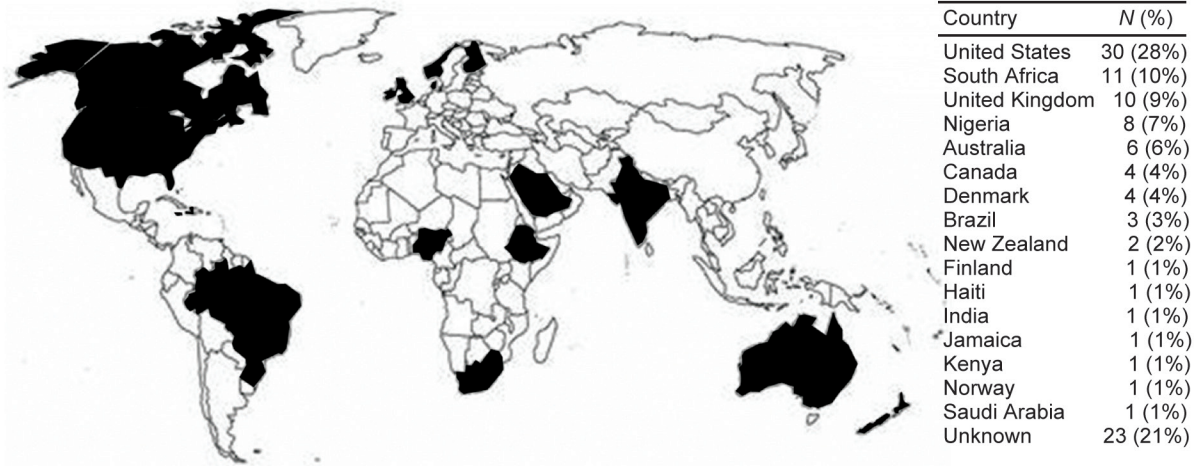 Country N (%)
United States 30 (28%)
South Africa 11 (10%)
United Kingdom 10 (9%)
Nigeria 8 (7%)
Australia 6 (6%)
Canada 4 (4%)
Denmark 4 (4%)
Brazil 3 (3%)
New Zealand 2 (2%)
Finland 1 (1%)
Haiti 1 (1%)
India 1 (1%)
Jamaica 1 (1%)
Kenya 1 (1%)
Norway 1 (1%)
Saudi Arabia 1 (1%)
Unknown 23 (21%)